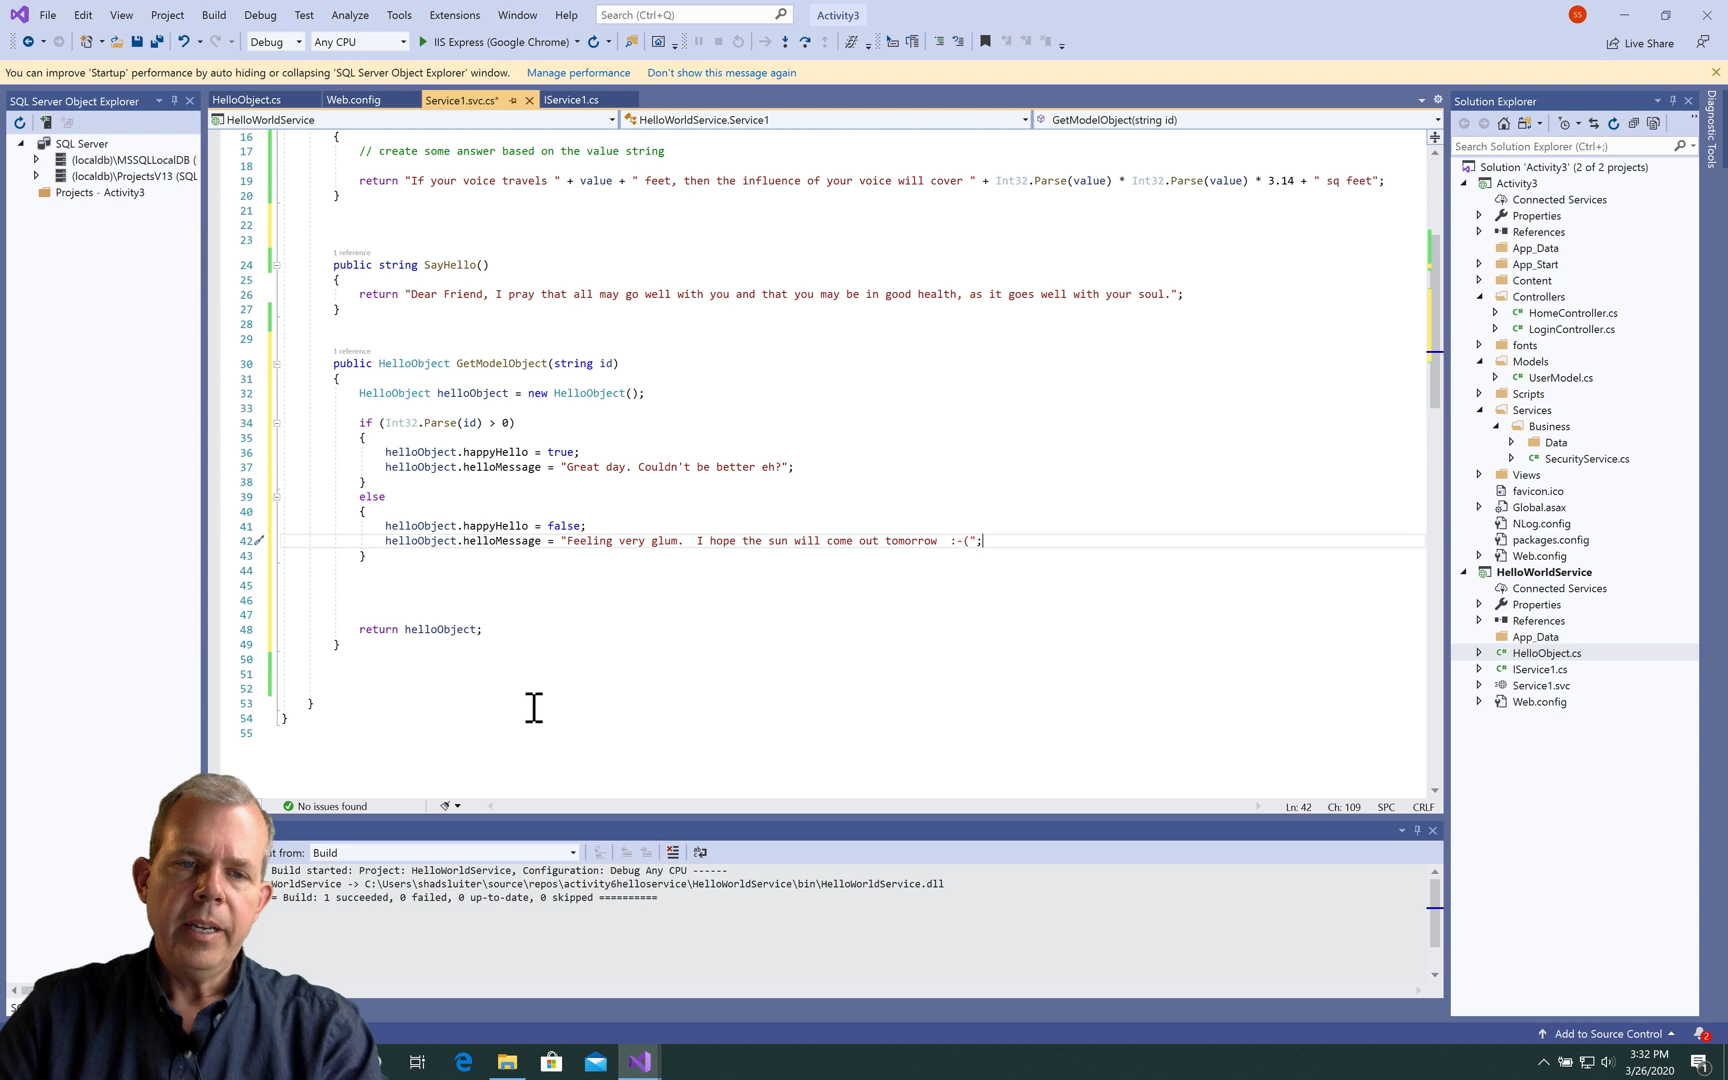 File Edit View Project Build Debug Test Analyze Tools Extensions Window Help Search (Ctrl+Q) Activity3 SS
Debug Any CPU IIS Express (Google Chrome) Live Share
You can improve 'Startup' performance by auto hiding or collapsing 'SQL Server Object Explorer' window. Manage performance Don't show this message again
SQL Server Object Explorer
SQL Server
(localdb)\MSSQLLocalDB (
(localdb)\ProjectsV13 (SQL
Projects - Activity3
HelloObject.cs Web.config Service1.svc.cs* IService1.cs
HelloWorldService HelloWorldService.Service1 GetModelObject(string id)
16 {
17 // create some answer based on the value string
18
19 return "If your voice travels " + value + " feet, then the influence of your voice will cover " + Int32.Parse(value) * Int32.Parse(value) * 3.14 + " sq feet";
20 }
21
22
23
1 reference
24 public string SayHello()
25 {
26 return "Dear Friend, I pray that all may go well with you and that you may be in good health, as it goes well with your soul.";
27 }
28
29
1 reference
30 public HelloObject GetModelObject(string id)
31 {
32 HelloObject helloObject = new HelloObject();
33
34 if (Int32.Parse(id) > 0)
35 {
36 helloObject.happyHello = true;
37 helloObject.helloMessage = "Great day. Couldn't be better eh?";
38 }
39 else
40 {
41 helloObject.happyHello = false;
42 helloObject.helloMessage = "Feeling very glum.  I hope the sun will come out tomorrow  :-(";
43 }
44
45
46
47
48 return helloObject;
49 }
50
51
52
53 }
54 }
55
No issues found Ln: 42 Ch: 109 SPC CRLF
t from: Build
Build started: Project: HelloWorldService, Configuration: Debug Any CPU ------
WorldService -> C:\Users\shadsluiter\source\repos\activity6helloservice\HelloWorldService\bin\HelloWorldService.dll
= Build: 1 succeeded, 0 failed, 0 up-to-date, 0 skipped ==========
Solution Explorer
Search Solution Explorer (Ctrl+;)
Solution 'Activity3' (2 of 2 projects)
Activity3
Connected Services
Properties
References
App_Data
App_Start
Content
Controllers
HomeController.cs
LoginController.cs
fonts
Models
UserModel.cs
Scripts
Services
Business
Data
SecurityService.cs
Views
favicon.ico
Global.asax
NLog.config
packages.config
Web.config
HelloWorldService
Connected Services
Properties
References
App_Data
HelloObject.cs
IService1.cs
Service1.svc
Web.config
Diagnostic Tools
Add to Source Control 2
3:32 PM
3/26/2020
1